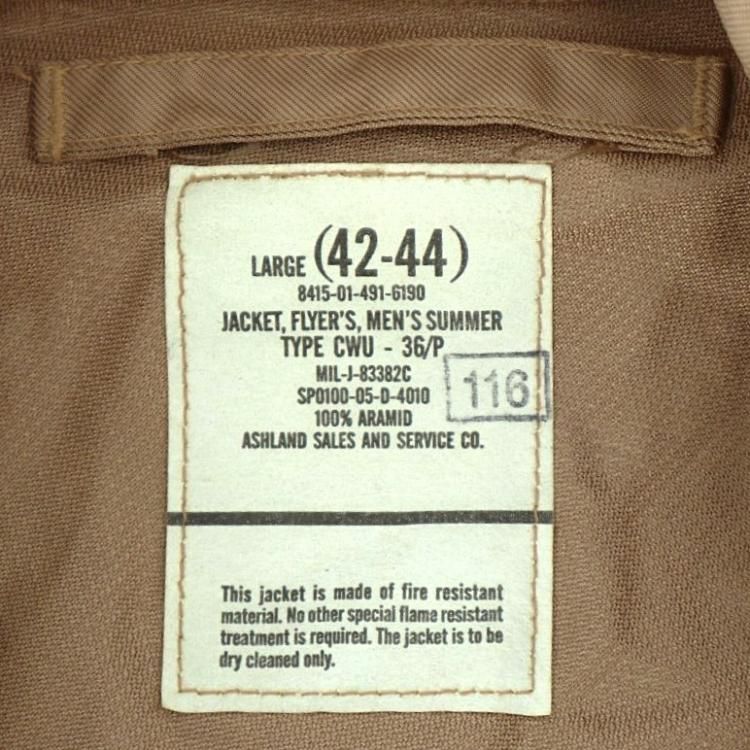 LARGE (42-44)
8415-01-491-6190
JACKET, FLYER'S, MEN'S SUMMER
TYPE CWU - 36/P
MIL-J-83382C
SPO100-05-D-4010
100% ARAMID
ASHLAND SALES AND SERVICE CO.
116
This jacket is made of fire resistant
material. No other special flame resistant
treatment is required. The jacket is to be
dry cleaned only.